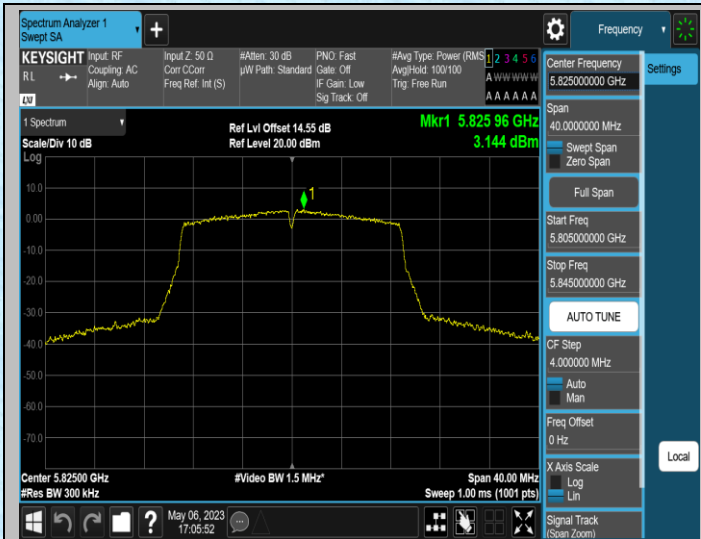 Spectrum Analyzer 1
Swept SA
Frequency
KEYSIGHT
RL
LXI
Input: RF
Coupling: AC
Align: Auto
Input Z: 50 Ω
Corr CCorr
Freq Ref: Int (S)
#Atten: 30 dB
µW Path: Standard
PNO: Fast
Gate: Off
IF Gain: Low
Sig Track: Off
#Avg Type: Power (RMS
Avg|Hold: 100/100
Trig: Free Run
1 2 3 4 5 6
A W W W W W
A A A A A A
1 Spectrum
Scale/Div 10 dB
Log
Ref Lvl Offset 14.55 dB
Ref Level 20.00 dBm
Mkr1 5.825 96 GHz
3.144 dBm
1
10.0
0.00
-10.0
-20.0
-30.0
-40.0
-50.0
-60.0
-70.0
Center 5.82500 GHz
#Res BW 300 kHz
#Video BW 1.5 MHz*
Span 40.00 MHz
Sweep 1.00 ms (1001 pts)
?
May 06, 2023
17:05:52
Center Frequency
5.825000000 GHz
Settings
Span
40.0000000 MHz
Swept Span
Zero Span
Full Span
Start Freq
5.805000000 GHz
Stop Freq
5.845000000 GHz
AUTO TUNE
CF Step
4.000000 MHz
Auto
Man
Freq Offset
0 Hz
Local
X Axis Scale
Log
Lin
Signal Track
(Span Zoom)